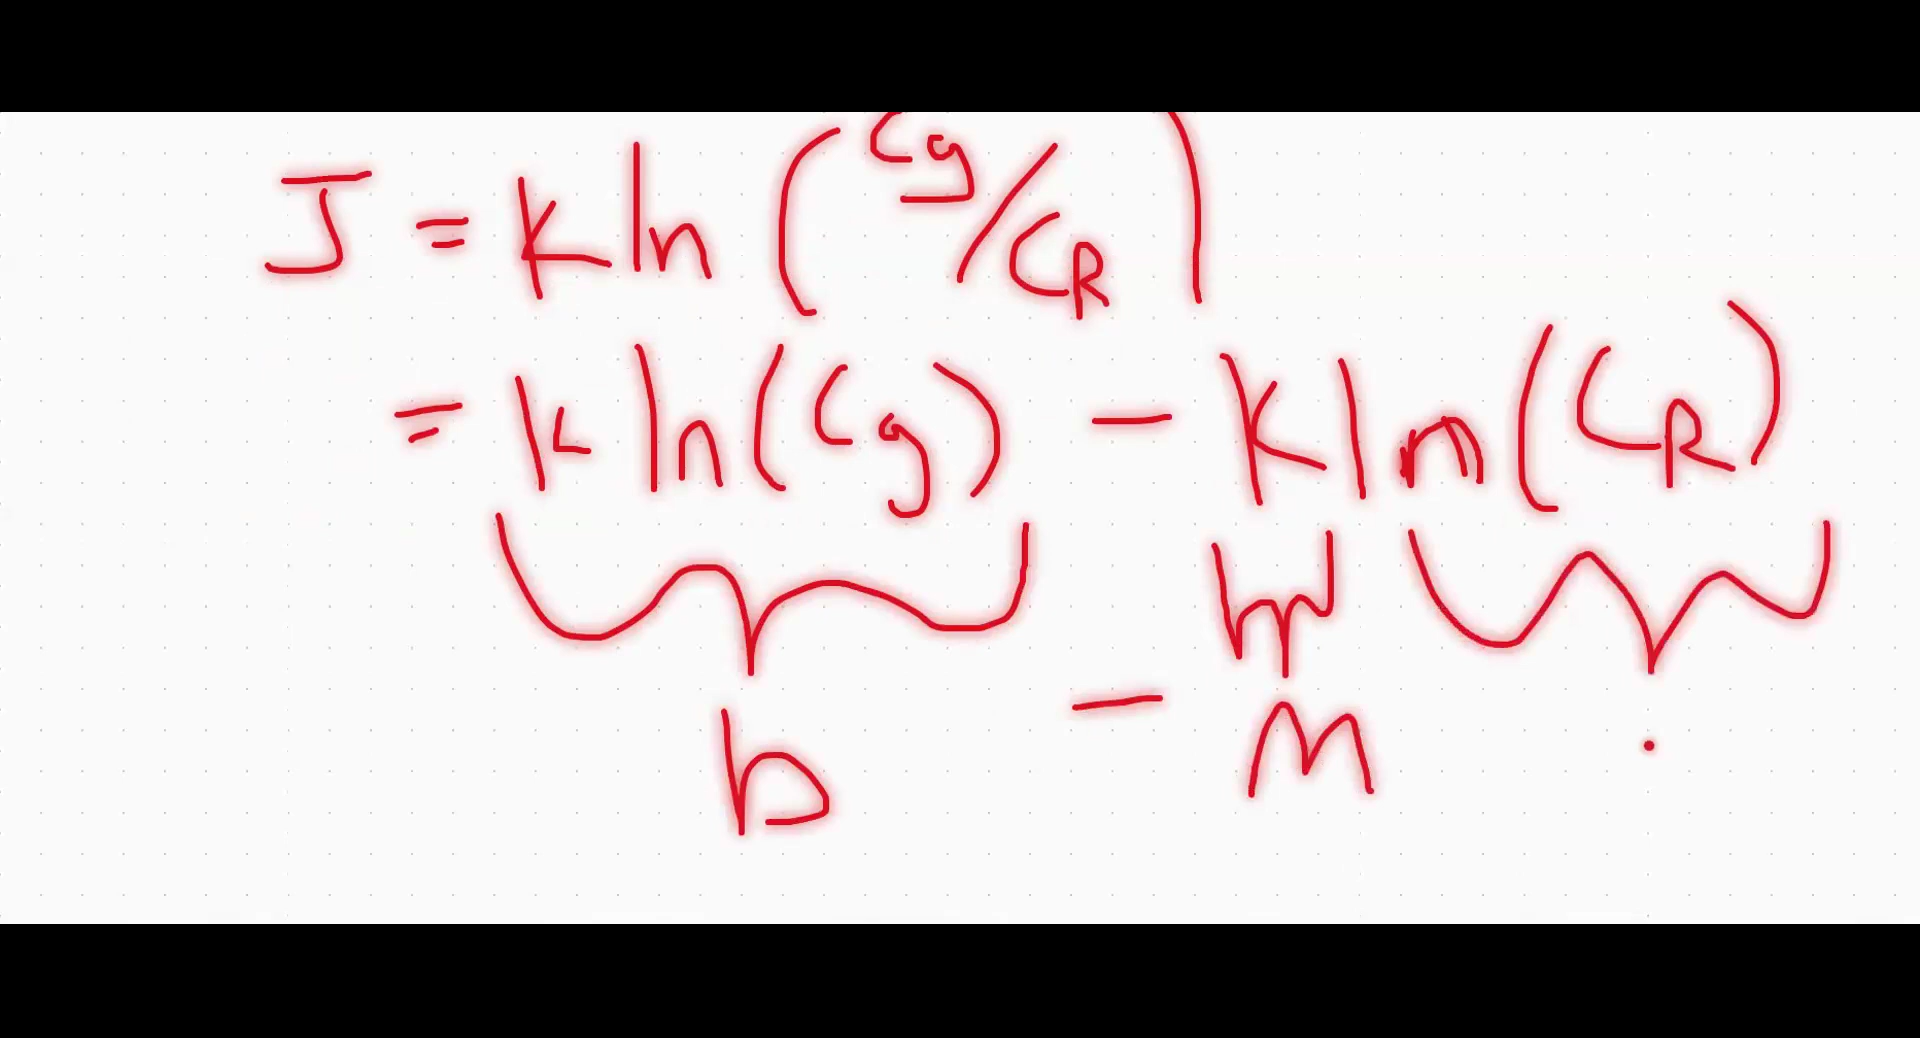 J = k ln (Cg/CR)
= k ln(Cg) - k ln(CR)
b - m .